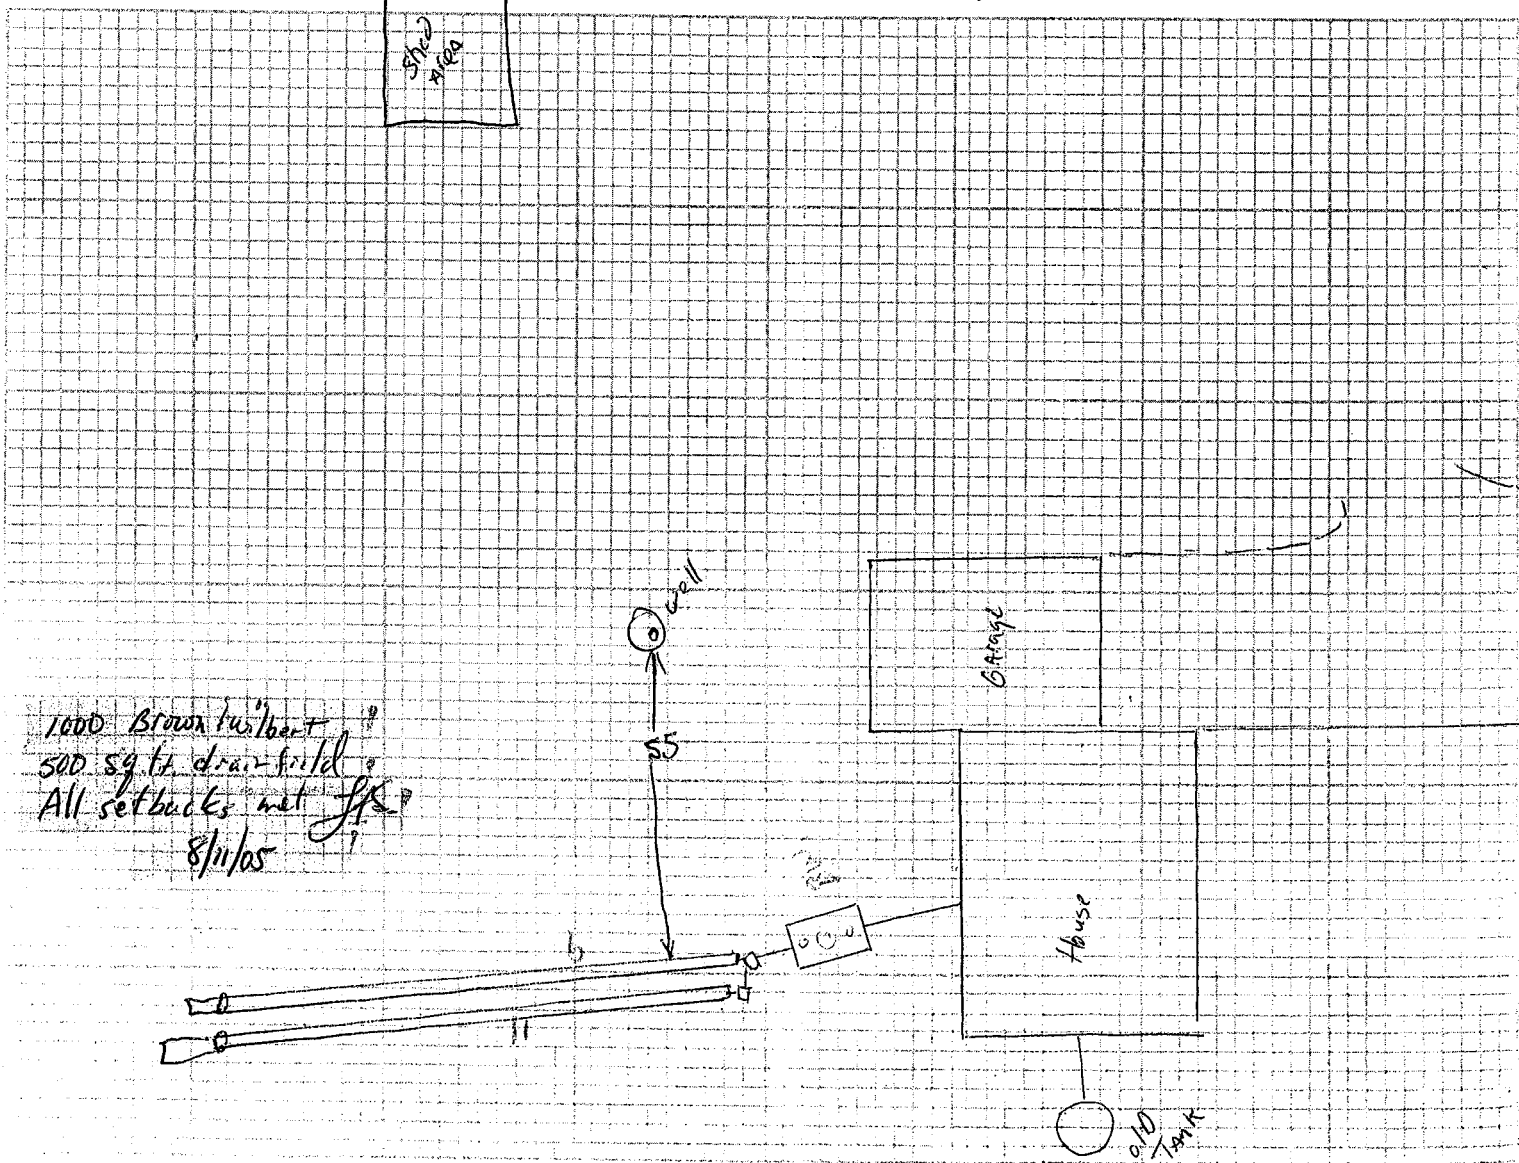 Shed
Area
well
Garage
55
1000 Brown Wilbert
500 sq. ft. drainfield
All setbacks met
8/11/05
House
11
old
TANK